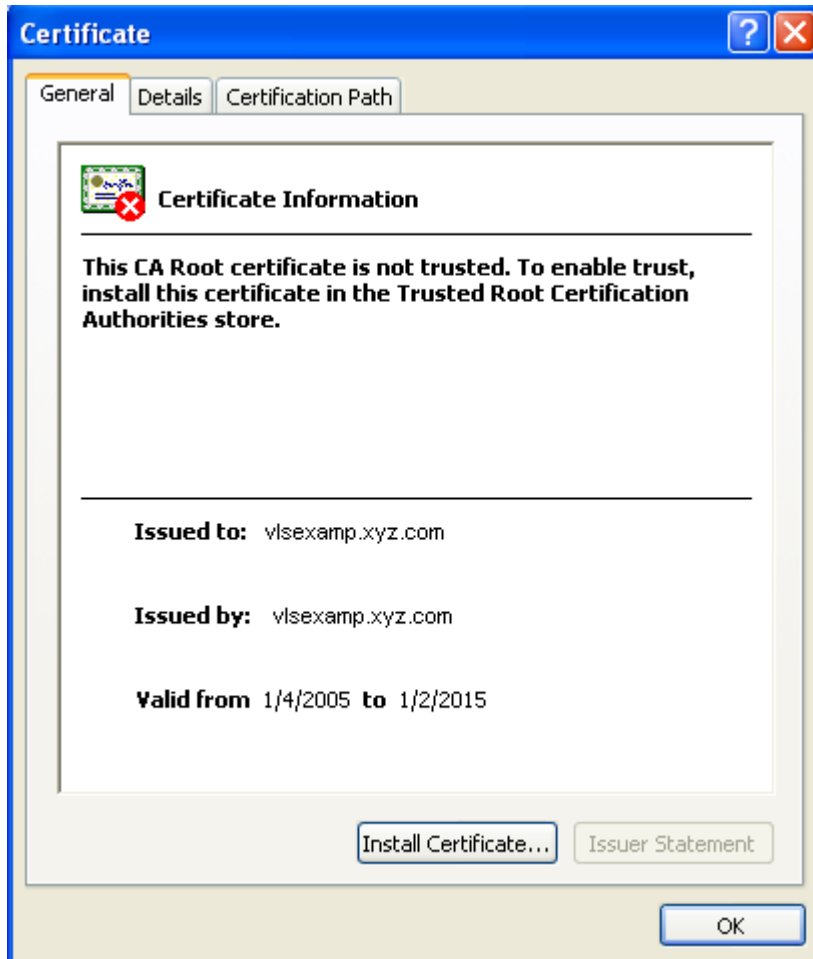 Certificate
General Details Certification Path
Certificate Information
This CA Root certificate is not trusted. To enable trust,
install this certificate in the Trusted Root Certification
Authorities store.
Issued to: vlsexamp.xyz.com
Issued by: vlsexamp.xyz.com
Valid from 1/4/2005 to 1/2/2015
Install Certificate... Issuer Statement
OK